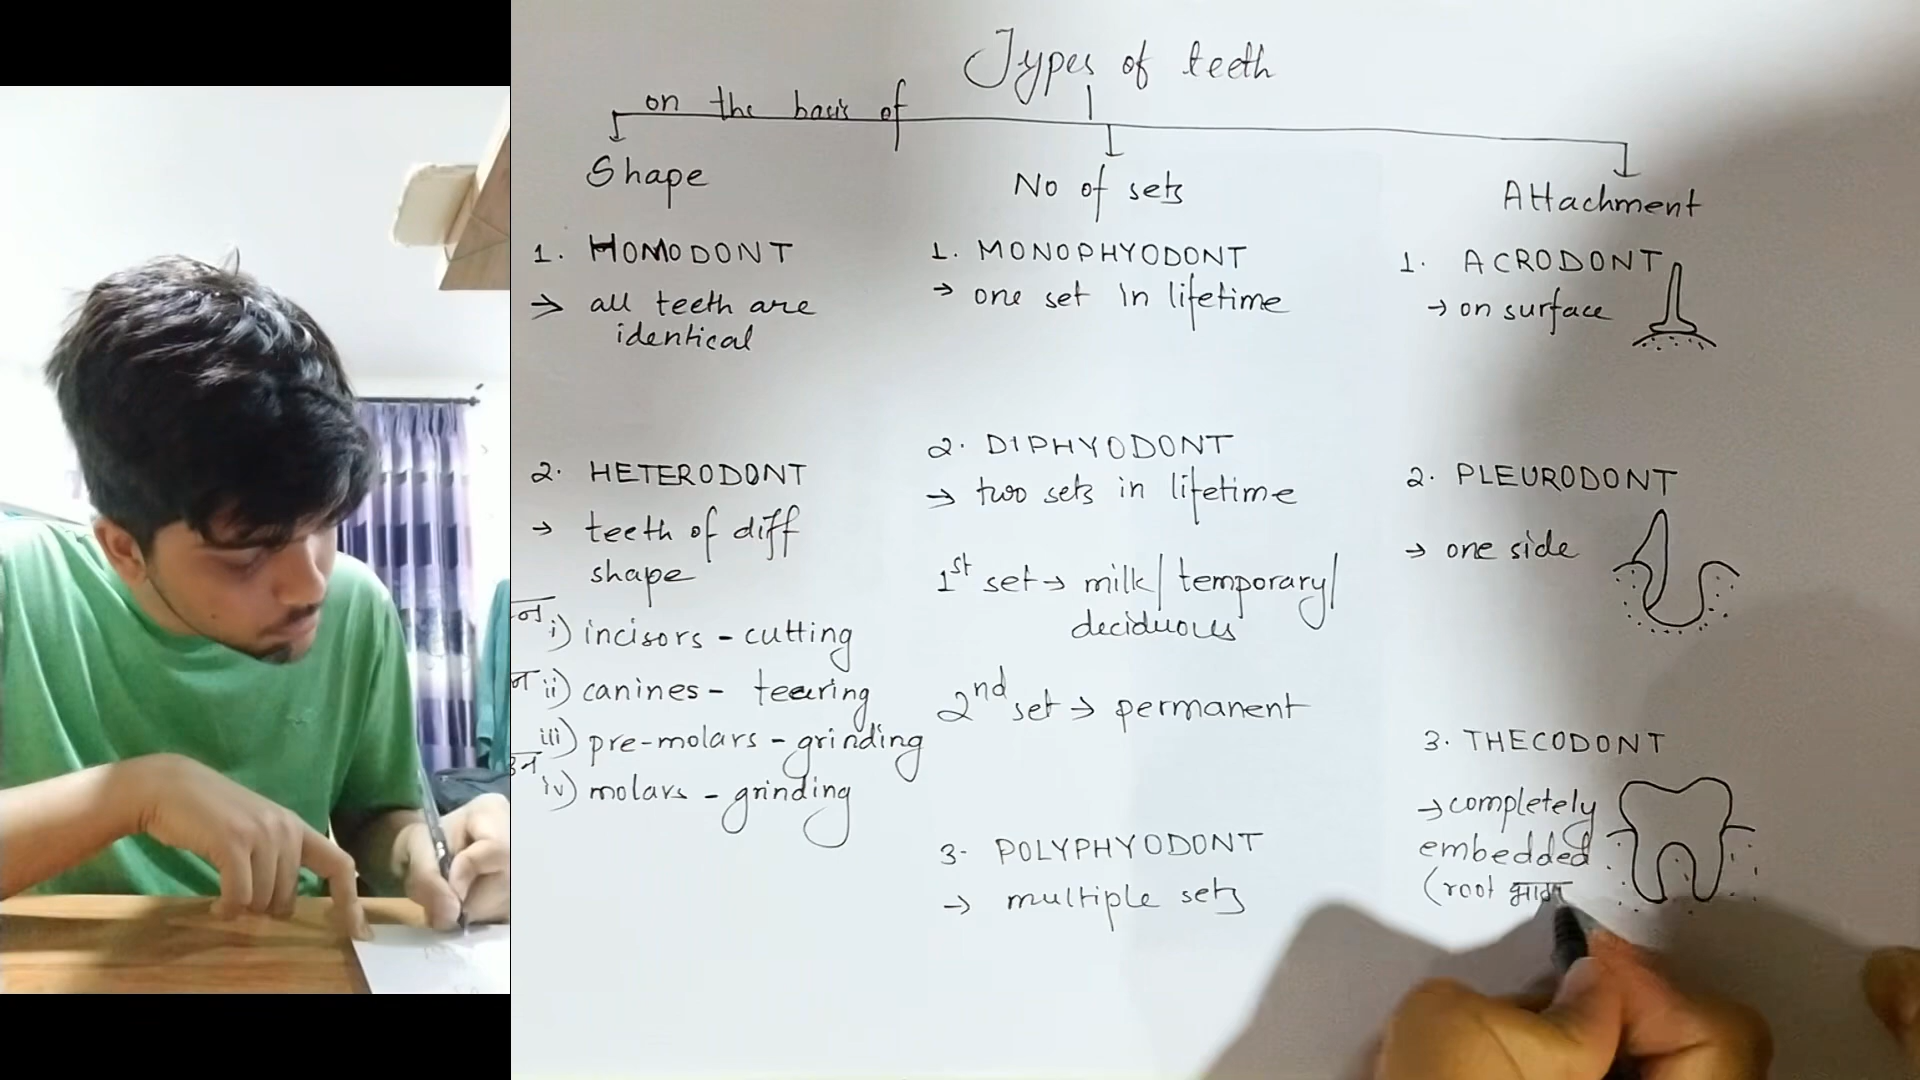 Types of teeth
on the basis of
Shape
1. HOMODONT
→ all teeth are
identical
2. HETERODONT
→ teeth of diff
shape
i) incisors - cutting
ii) canines - tearing
iii) pre-molars - grinding
iv) molars - grinding
No of sets
1. MONOPHYODONT
→ one set in lifetime
2. DIPHYODONT
→ two sets in lifetime
1st set → milk/temporary/
deciduous
2nd set → permanent
3. POLYPHYODONT
→ multiple sets
Attachment
1. ACRODONT
→ on surface
2. PLEURODONT
→ one side
3. THECODONT
→ completely
embedded
(root